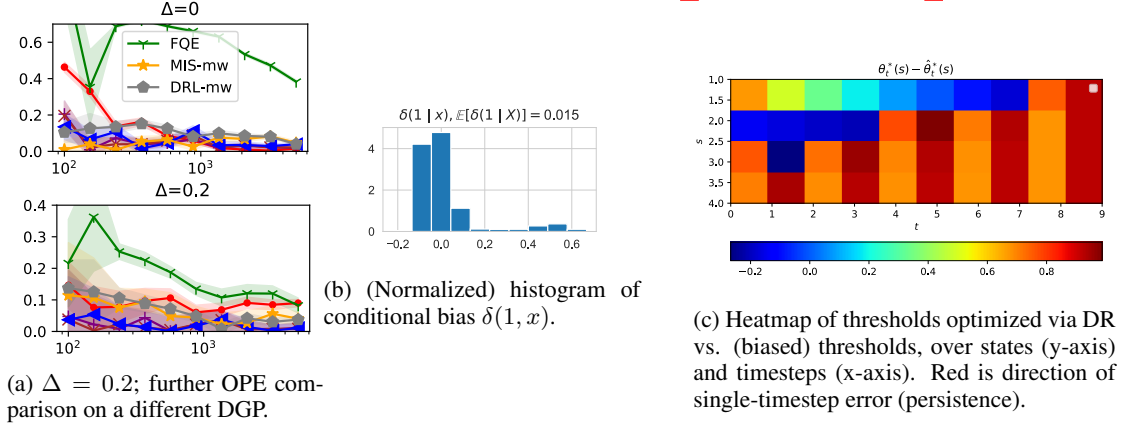 Δ=0
0.6
0.4
0.2
0.0
FQE
MIS-mw
DRL-mw
10²
10³
Δ=0.2
0.4
0.3
0.2
0.1
0.0
10²
10³
(a) Δ = 0.2; further OPE com-
parison on a different DGP.
δ(1 | x), 𝔼[δ(1 | X)] = 0.015
4
2
0
−0,2
0,0
0,2
0,4
0,6
(b) (Normalized) histogram of
conditional bias δ(1, x).
θ*ₜ(s) − θ̂*ₜ(s)
1.0
1.5
2.0
2.5
3.0
3.5
4.0
s
0 1 2 3 4 5 6 7 8 9
t
−0.2 0.0 0.2 0.4 0.6 0.8
(c) Heatmap of thresholds optimized via DR
vs. (biased) thresholds, over states (y-axis)
and timesteps (x-axis). Red is direction of
single-timestep error (persistence).